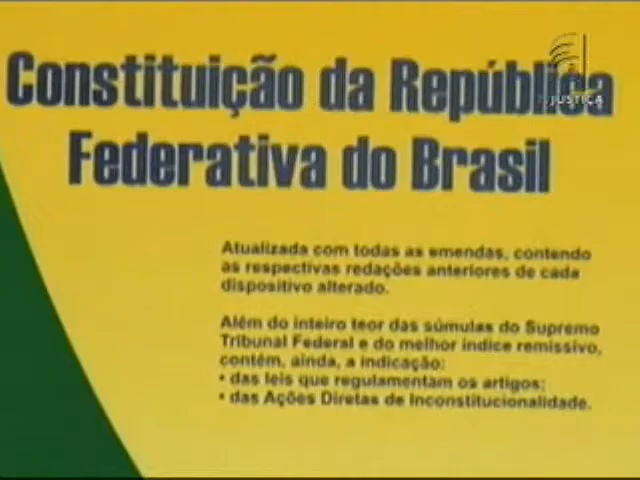 Constituição da República
Federativa do Brasil
JUSTIÇA
Atualizada com todas as emendas, contendo
as respectivas redações anteriores de cada
dispositivo alterado.
Além do inteiro teor das súmulas do Supremo
Tribunal Federal e do melhor índice remissivo,
contém, ainda, a indicação:
• das leis que regulamentam os artigos;
• das Ações Diretas de Inconstitucionalidade.